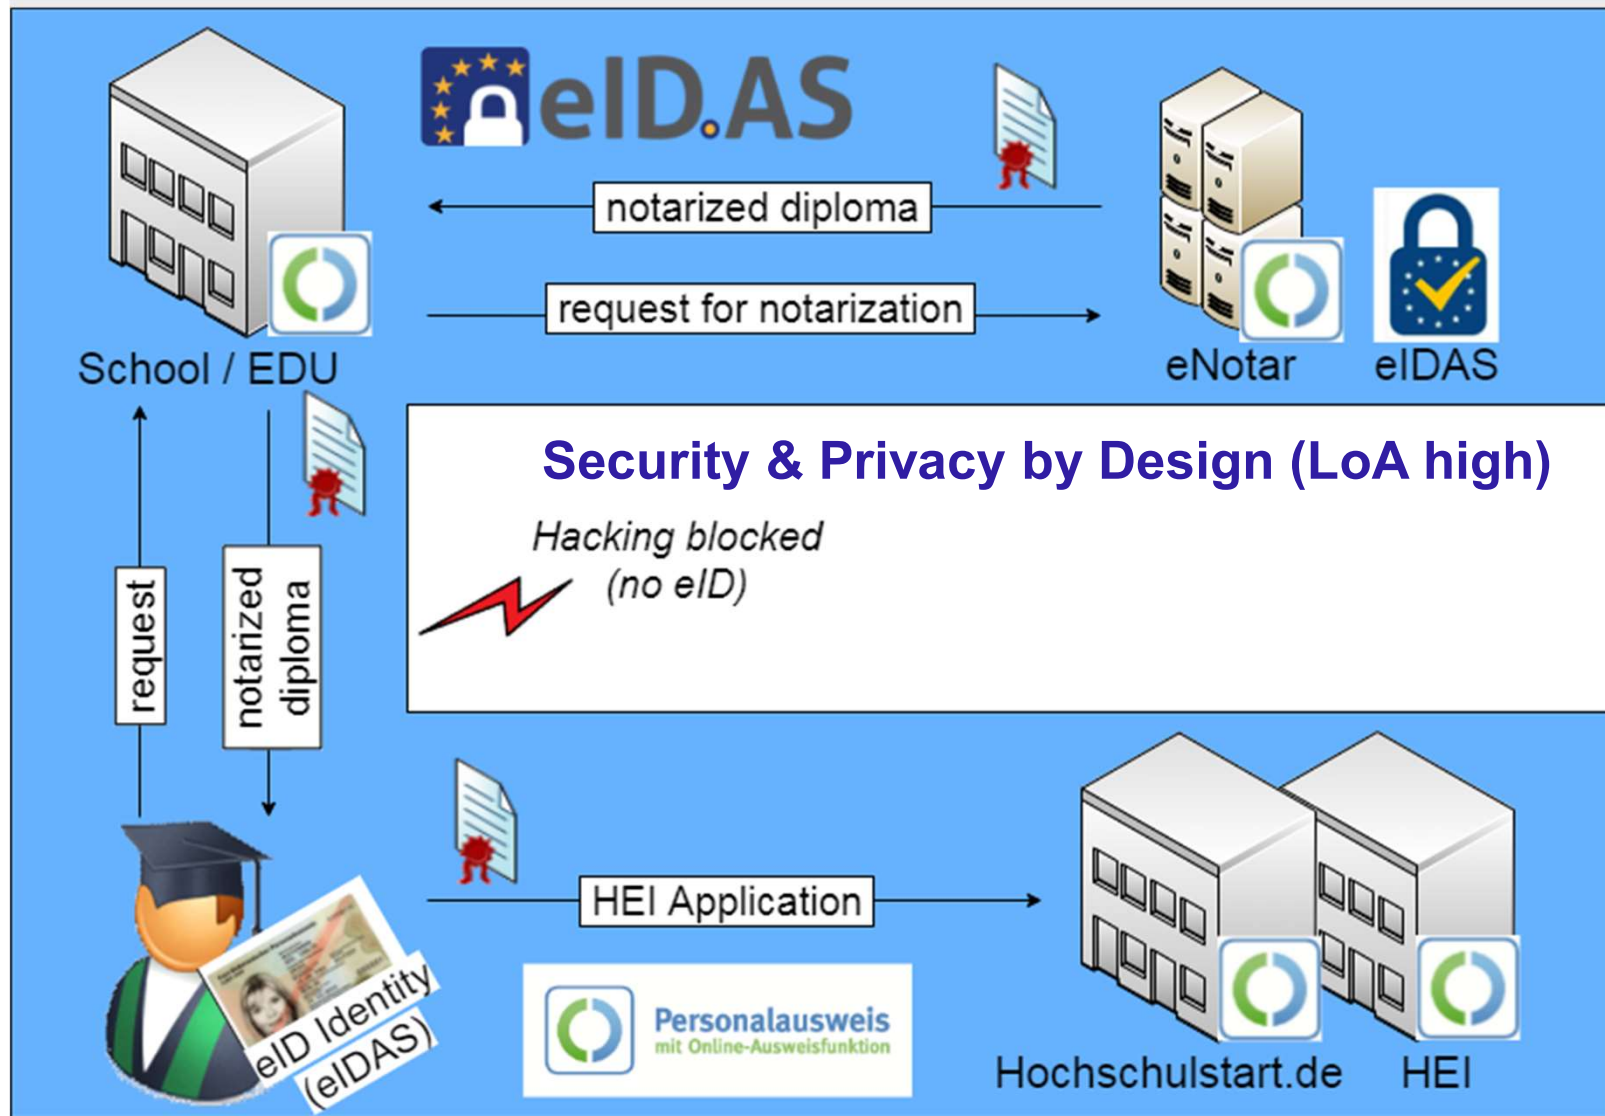 eID.AS
notarized diploma
request for notarization
School / EDU
eNotar
eIDAS
Security & Privacy by Design (LoA high)
Hacking blocked
(no eID)
request
notarized
diploma
HEI Application
eID Identity
(eIDAS)
Personalausweis
mit Online-Ausweisfunktion
Hochschulstart.de
HEI